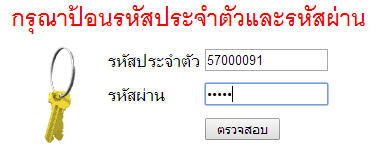 กรุณาป้อนรหัสประจำตัวและรหัสผ่าน
รหัสประจำตัว 57000091
รหัสผ่าน •••••
ตรวจสอบ